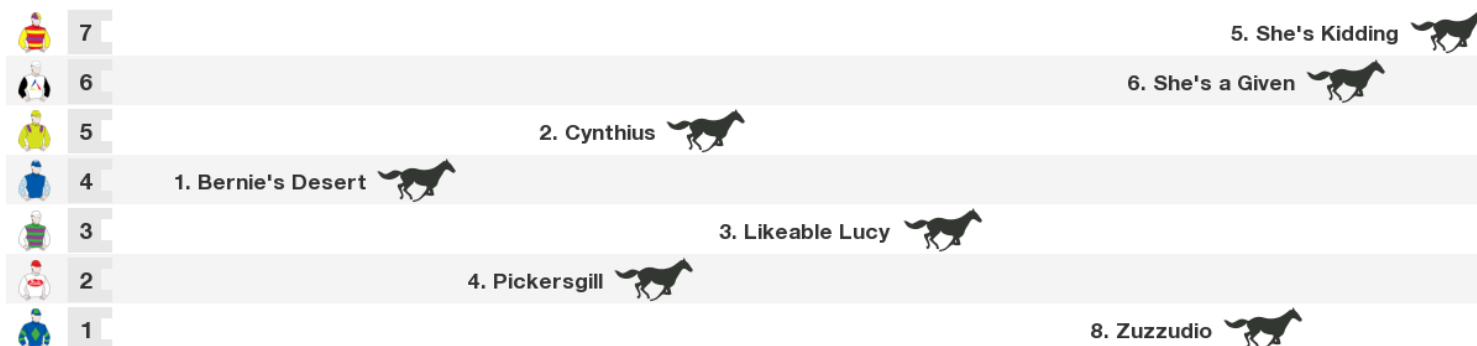 7 5. She's Kidding
6 6. She's a Given
5 2. Cynthius
4 1. Bernie's Desert
3 3. Likeable Lucy
2 4. Pickersgill
1 8. Zuzzudio